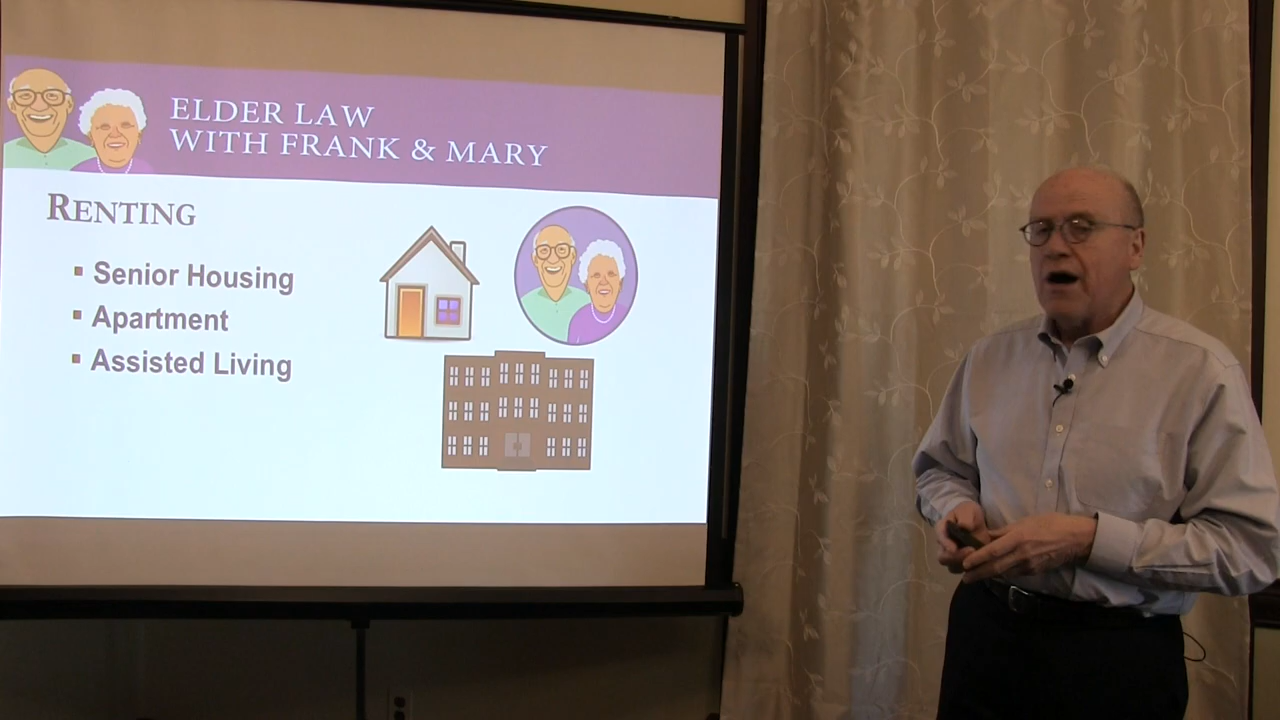 ELDER LAW
WITH FRANK & MARY
RENTING
▪ Senior Housing
▪ Apartment
▪ Assisted Living